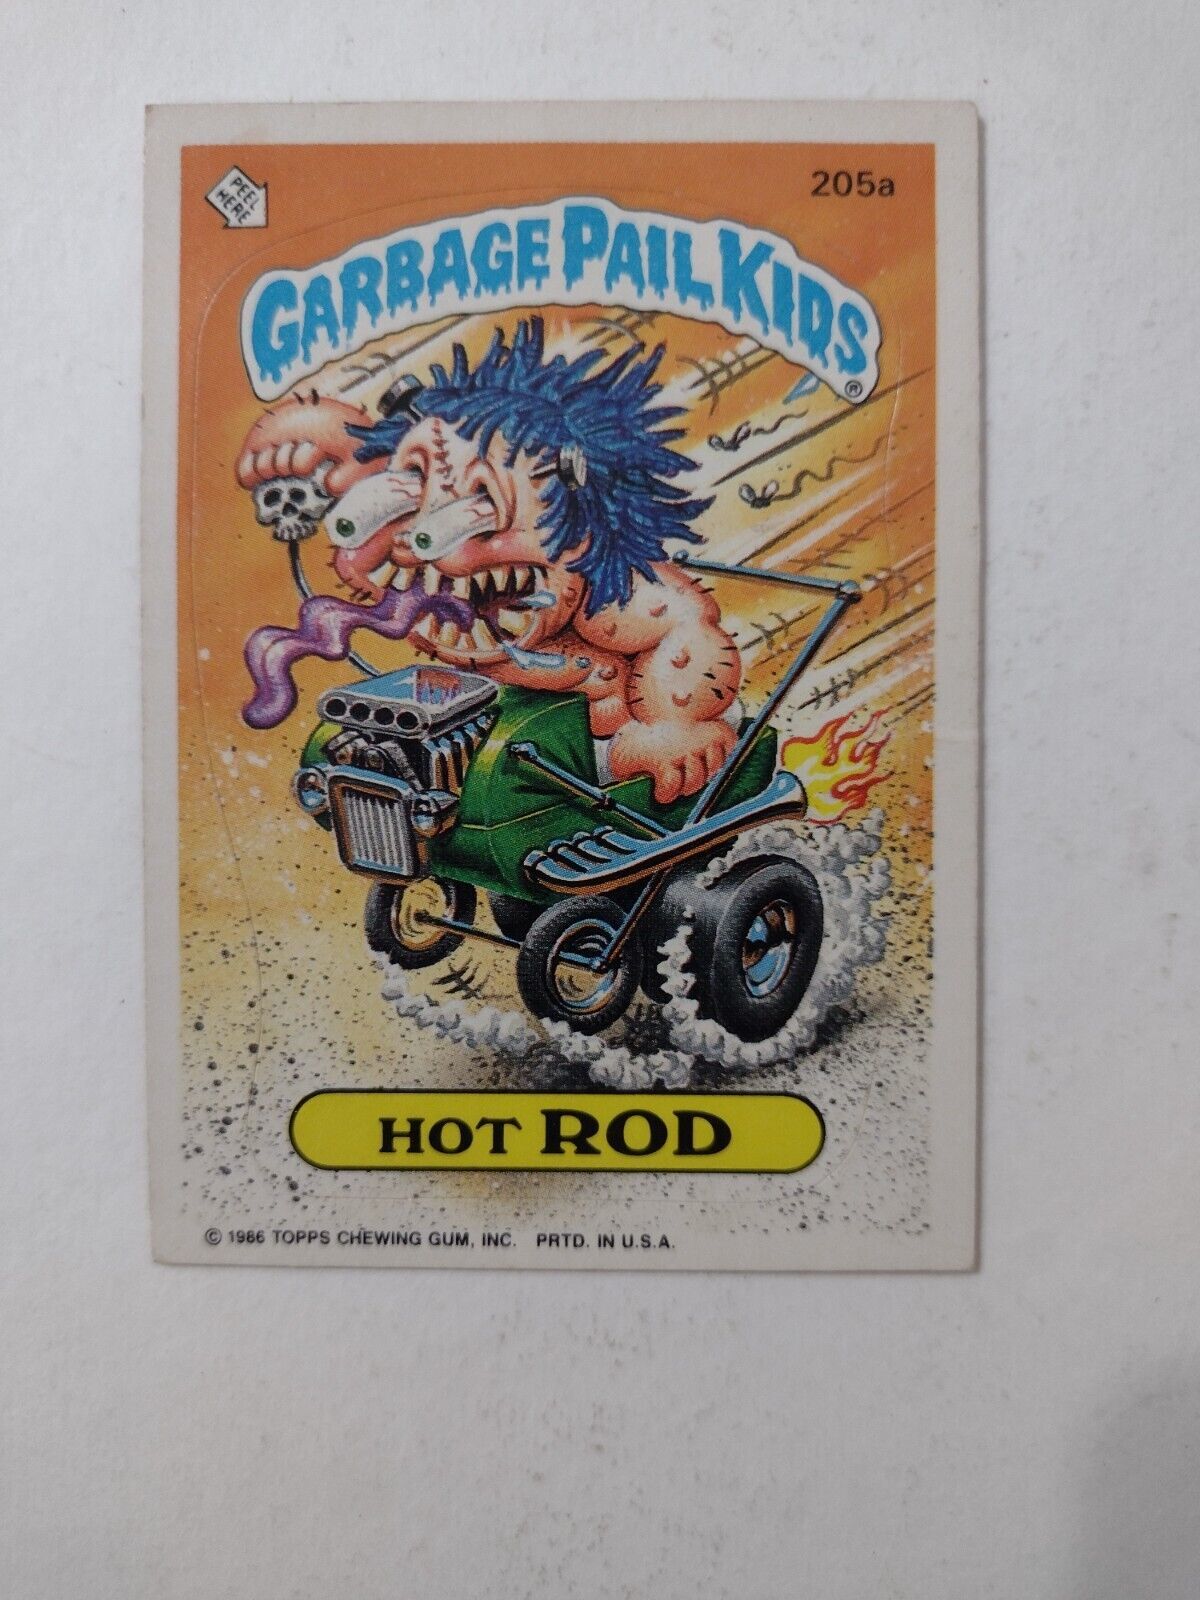 PEEL
HERE
205a
GARBAGE PAIL KIDS
®
HOT ROD
© 1986 TOPPS CHEWING GUM, INC. PRTD. IN U.S.A.